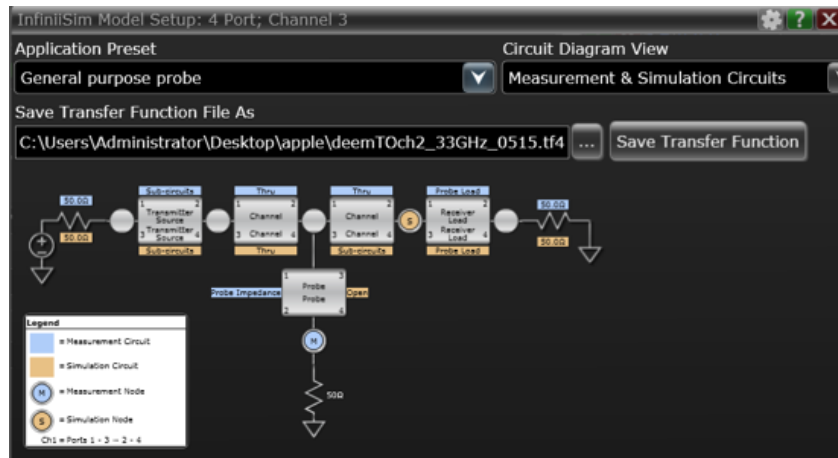 InfiniiSim Model Setup: 4 Port; Channel 3
Application Preset
Circuit Diagram View
General purpose probe
Measurement & Simulation Circuits
Save Transfer Function File As
C:\Users\Administrator\Desktop\apple\deemTOch2_33GHz_0515.tf4
...
Save Transfer Function
Sub-circuits
Thru
Thru
Probe Load
50.0Ω
1 2
1 2
1 2
1 2
50.0Ω
Transmitter Source
Channel
Channel
Receiver Load
S
50.0Ω
Transmitter Source
3 4
Channel
3 4
Channel
3 4
Receiver Load
3 4
50.0Ω
Sub-circuits
Thru
Sub-circuits
Probe Load
1 3
Probe Impedance
Probe
Probe
Open
2 4
M
50Ω
Legend
= Measurement Circuit
= Simulation Circuit
M = Measurement Node
S = Simulation Node
Ch1 = Ports 1 - 3 -- 2 - 4